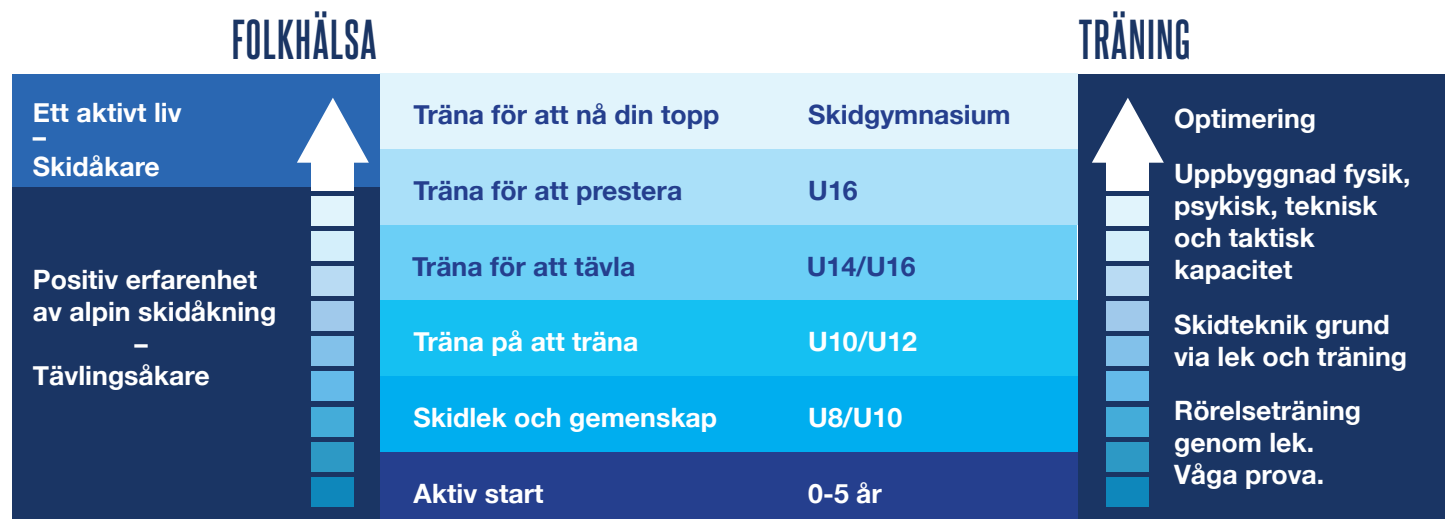 FOLKHÄLSA
TRÄNING
Ett aktivt liv
–
Skidåkare
Positiv erfarenhet
av alpin skidåkning
–
Tävlingsåkare
Träna för att nå din topp Skidgymnasium
Träna för att prestera U16
Träna för att tävla U14/U16
Träna på att träna U10/U12
Skidlek och gemenskap U8/U10
Aktiv start 0-5 år
Optimering
Uppbyggnad fysik,
psykisk, teknisk
och taktisk
kapacitet
Skidteknik grund
via lek och träning
Rörelseträning
genom lek.
Våga prova.